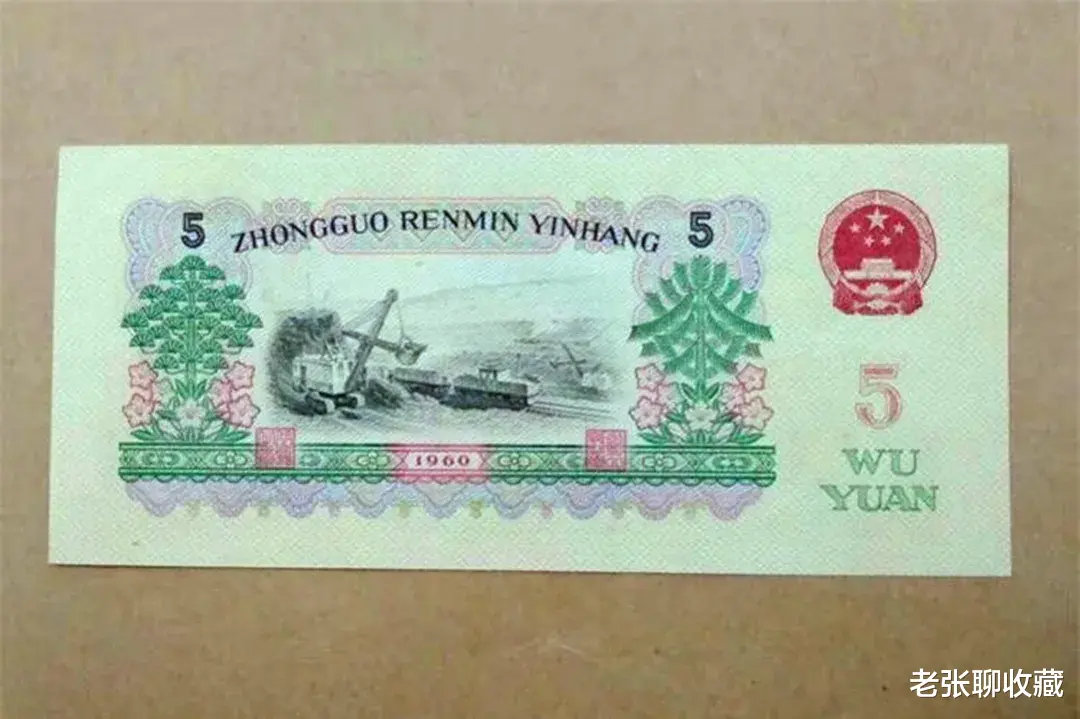 5 ZHONGGUO RENMIN YINHANG 5
5
WU
YUAN
1960
老张聊收藏